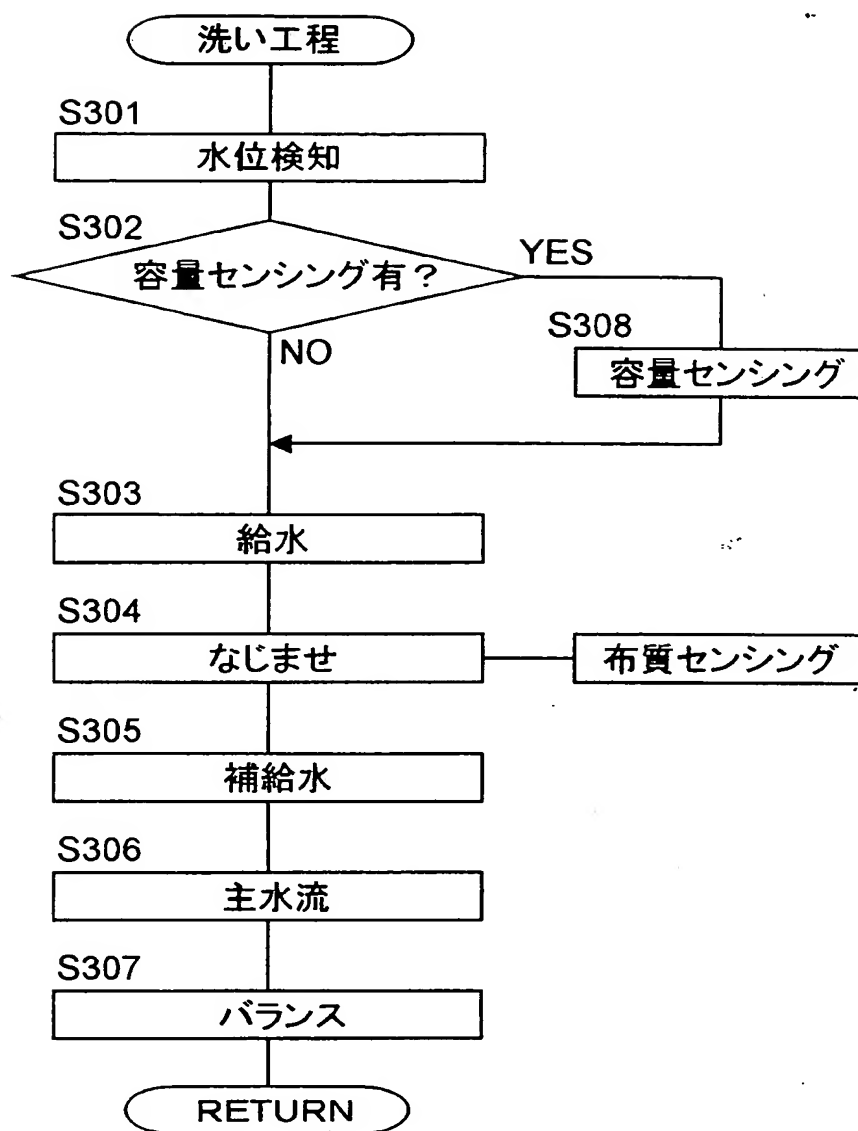 洗い工程
S301
水位検知
S302
容量センシング有？
YES
NO
S308
容量センシング
S303
給水
S304
なじませ
布質センシング
S305
補給水
S306
主水流
S307
バランス
RETURN